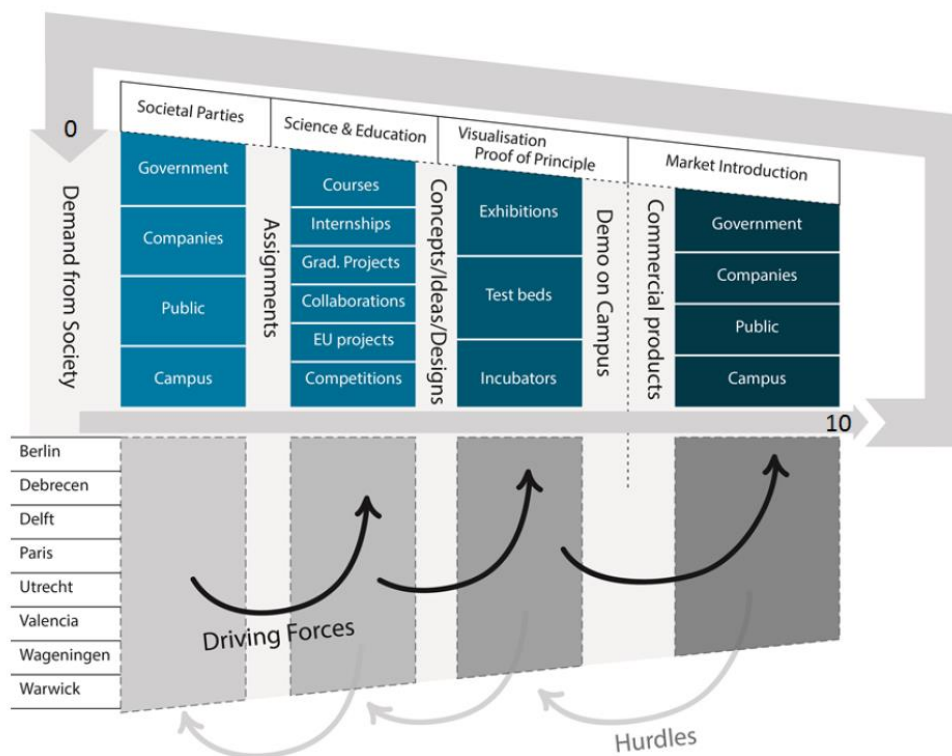 0
Societal Parties
Science & Education
Visualisation
Proof of Principle
Market Introduction
Demand from Society
Government
Companies
Public
Campus
Assignments
Courses
Internships
Grad. Projects
Collaborations
EU projects
Competitions
Concepts/Ideas/Designs
Exhibitions
Test beds
Incubators
Demo on Campus
Commercial products
Government
Companies
Public
Campus
10
Berlin
Debrecen
Delft
Paris
Utrecht
Valencia
Wageningen
Warwick
Driving Forces
Hurdles